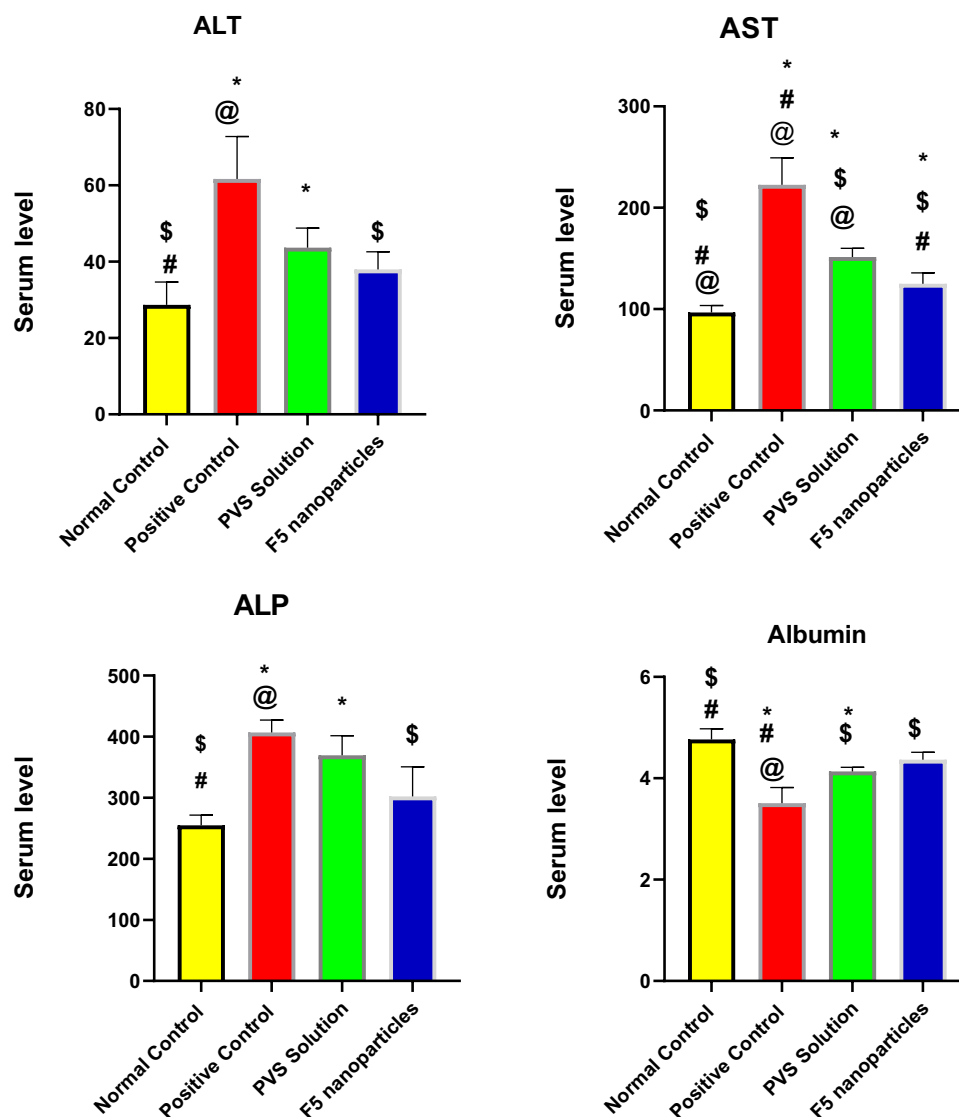 ALT
Serum level
80
60
40
20
0
$
#
*
@
*
$
Normal Control
Positive Control
PVS Solution
F5 nanoparticles
AST
Serum level
300
200
100
0
$
#
@
*
#
@
*
$
@
*
$
#
Normal Control
Positive Control
PVS Solution
F5 nanoparticles
ALP
Serum level
500
400
300
200
100
0
$
#
*
@
*
$
Normal Control
Positive Control
PVS Solution
F5 nanoparticles
Albumin
Serum level
6
4
2
0
$
#
*
#
@
*
$
$
Normal Control
Positive Control
PVS Solution
F5 nanoparticles